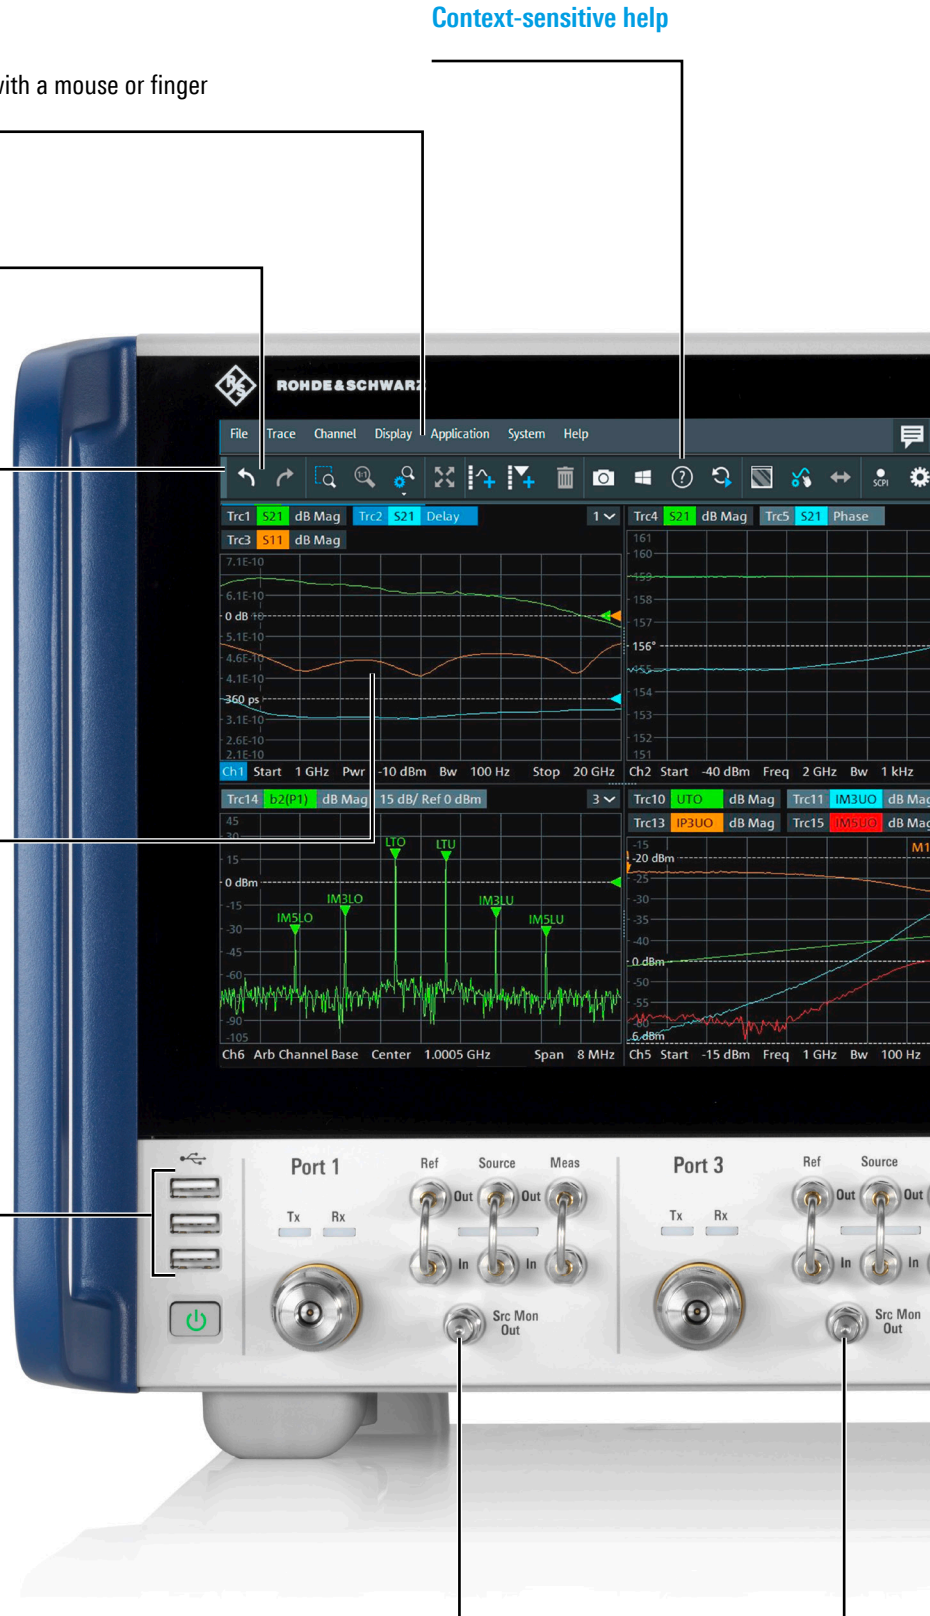 Context-sensitive help
with a mouse or finger
ROHDE&SCHWARZ
File Trace Channel Display Application System Help
SCPI
Trc1 S21 dB Mag Trc2 S21 Delay 1
Trc3 S11 dB Mag
7.1E-10
6.1E-10
0 dB
5.1E-10
4.6E-10
4.1E-10
360 ps
3.1E-10
2.6E-10
2.1E-10
Ch1 Start 1 GHz Pwr -10 dBm Bw 100 Hz Stop 20 GHz
Trc4 S21 dB Mag Trc5 S21 Phase
161
160
159
158
157
156°
155
154
153
152
151
Ch2 Start -40 dBm Freq 2 GHz Bw 1 kHz
Trc14 b2(P1) dB Mag 15 dB/ Ref 0 dBm 3
45
30
15
0 dBm
-15
-30
-45
-60
-90
-105
IM5LO
IM3LO
LTO
LTU
IM3LU
IM5LU
Ch6 Arb Channel Base Center 1.0005 GHz Span 8 MHz
Trc10 UTO dB Mag Trc11 IM3UO dB Mag
Trc13 IP3UO dB Mag Trc15 IM5UO dB Mag
M1
-15
-20 dBm
-25
-30
-35
-40
0 dBm
-50
-55
-60
6 dBm
Ch5 Start -15 dBm Freq 1 GHz Bw 100 Hz
Port 1
Tx Rx
Ref Source Meas
Out Out
In In
Src Mon
Out
Port 3
Tx Rx
Ref Source
Out Out
In In
Src Mon
Out